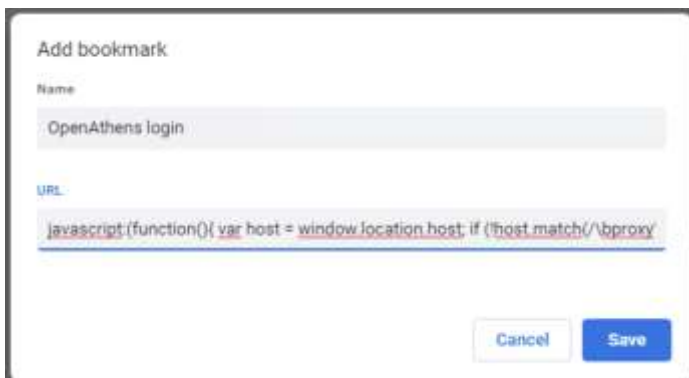 Add bookmark
Name
OpenAthens login
URL
javascript:(function(){ var host = window.location.host; if (!host.match(/\bproxy
Cancel
Save